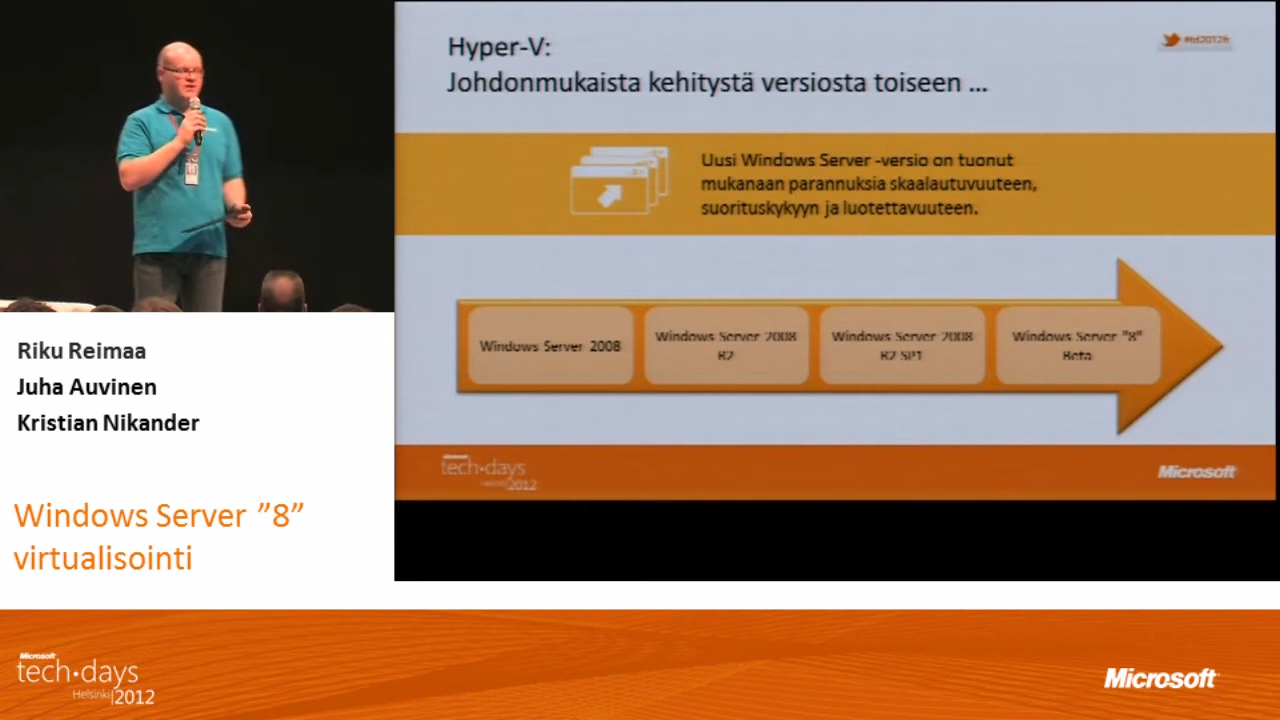 Hyper-V:
Johdonmukaista kehitystä versiosta toiseen ...
#td2012fi
Uusi Windows Server -versio on tuonut
mukanaan parannuksia skaalautuvuuteen,
suorituskykyyn ja luotettavuuteen.
Windows Server 2008
Windows Server 2008
R2
Windows Server 2008
R2 SP1
Windows Server "8"
Beta
Microsoft
tech·days
Helsinki 2012
Microsoft
Riku Reimaa
Juha Auvinen
Kristian Nikander
Windows Server ”8”
virtualisointi
Microsoft
tech·days
Helsinki|2012
Microsoft